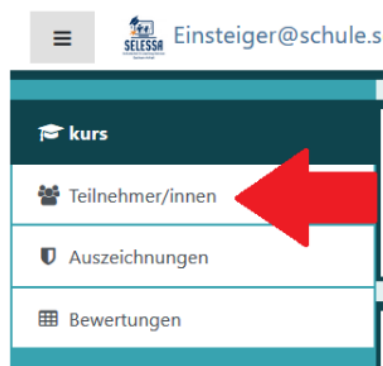 SELESSA
Einsteiger@schule.s
kurs
Teilnehmer/innen
Auszeichnungen
Bewertungen